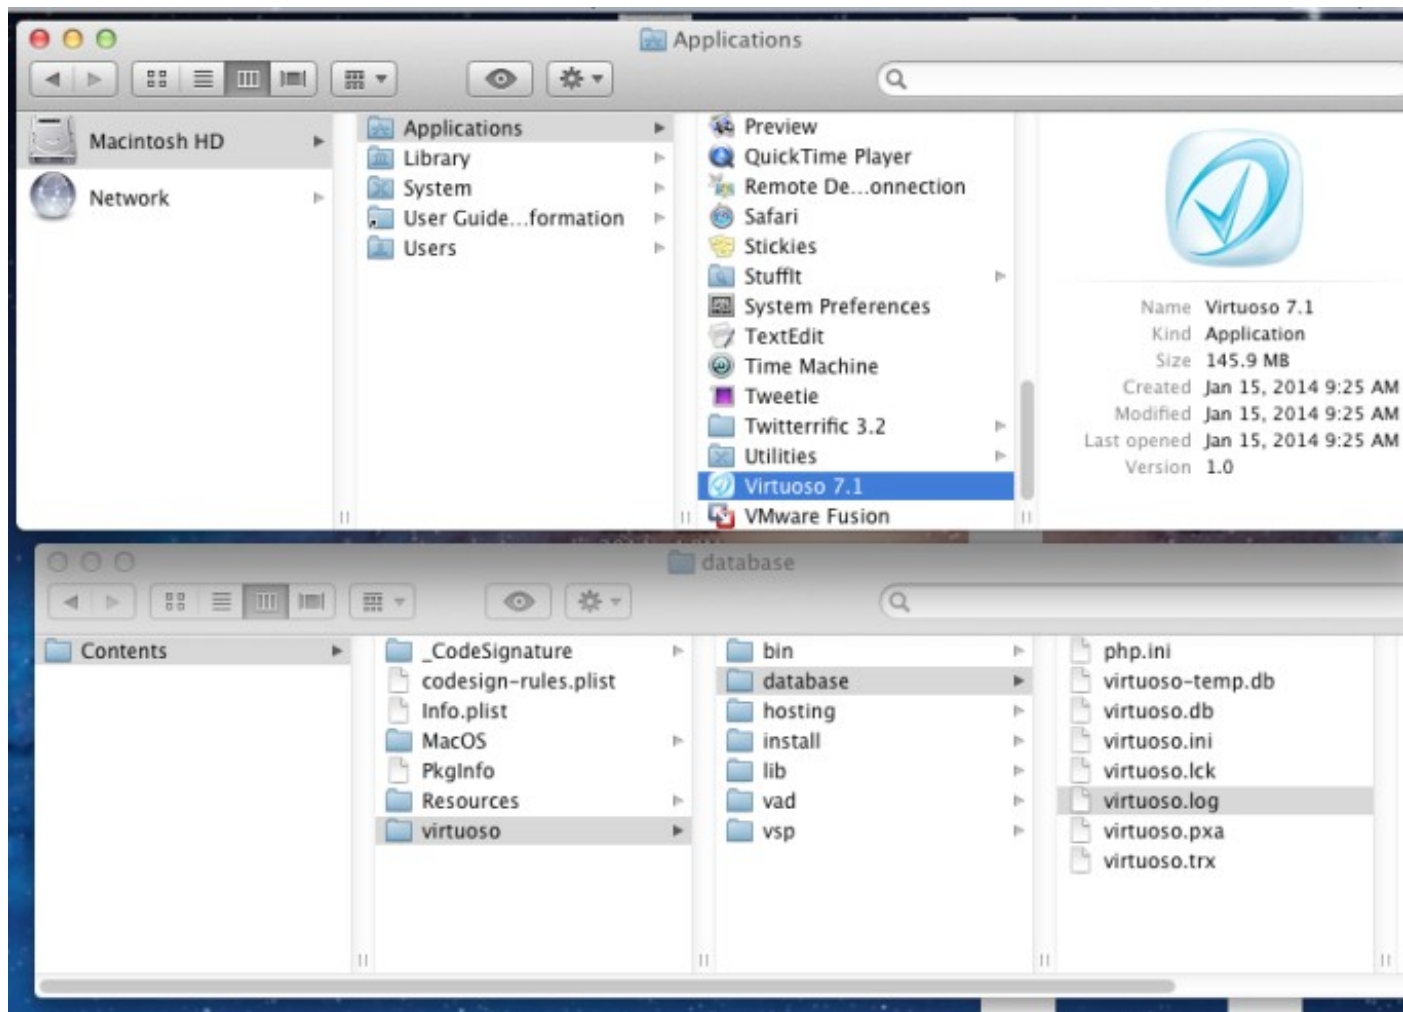 Applications
Macintosh HD
Network
Applications
Library
System
User Guide...formation
Users
Preview
QuickTime Player
Remote De...onnection
Safari
Stickies
StuffIt
System Preferences
TextEdit
Time Machine
Tweetie
Twitterrific 3.2
Utilities
Virtuoso 7.1
VMware Fusion
Name Virtuoso 7.1
Kind Application
Size 145.9 MB
Created Jan 15, 2014 9:25 AM
Modified Jan 15, 2014 9:25 AM
Last opened Jan 15, 2014 9:25 AM
Version 1.0
database
Contents
_CodeSignature
codesign-rules.plist
Info.plist
MacOS
PkgInfo
Resources
virtuoso
bin
database
hosting
install
lib
vad
vsp
php.ini
virtuoso-temp.db
virtuoso.db
virtuoso.ini
virtuoso.lck
virtuoso.log
virtuoso.pxa
virtuoso.trx